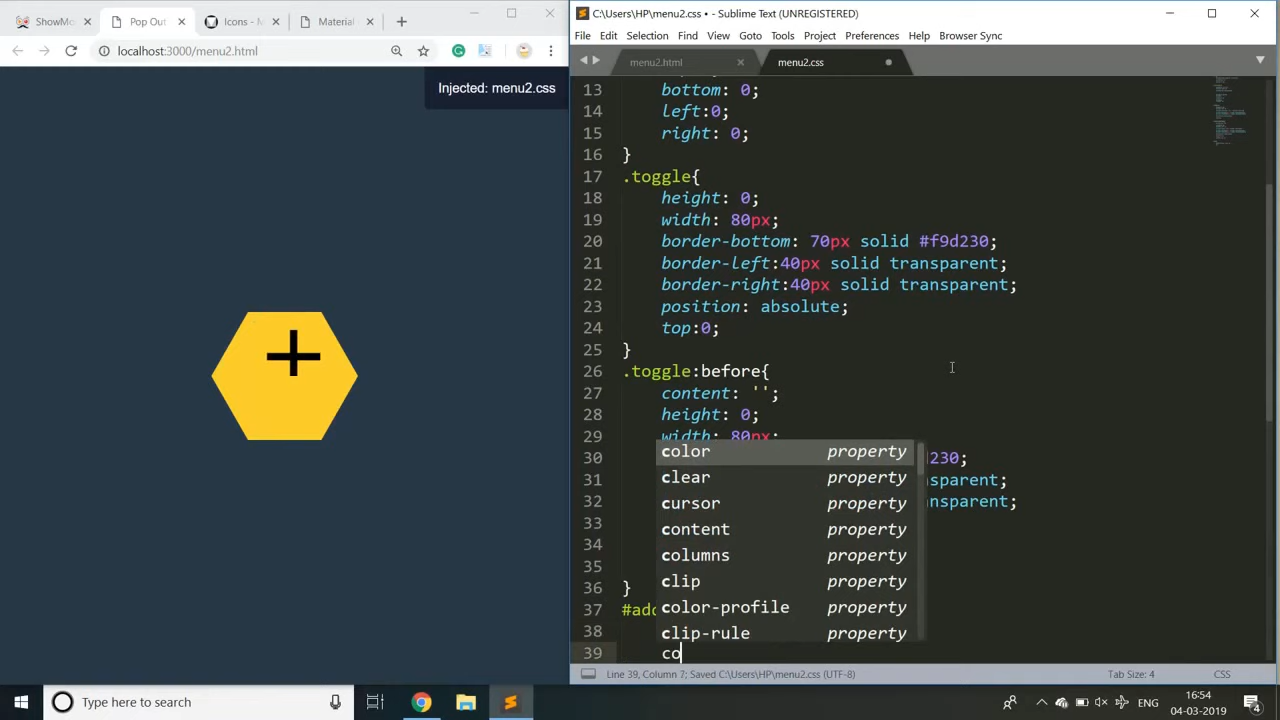 ShowMo
Pop Out
Icons - M
Material
localhost:3000/menu2.html
Injected: menu2.css
C:\Users\HP\menu2.css • - Sublime Text (UNREGISTERED)
File Edit Selection Find View Goto Tools Project Preferences Help Browser Sync
menu2.html
menu2.css
13 bottom: 0;
14 left:0;
15 right: 0;
16 }
17 .toggle{
18 height: 0;
19 width: 80px;
20 border-bottom: 70px solid #f9d230;
21 border-left:40px solid transparent;
22 border-right:40px solid transparent;
23 position: absolute;
24 top:0;
25 }
26 .toggle:before{
27 content: '';
28 height: 0;
29 width: 80px;
30 d230;
31 nsparent;
32 ansparent;
33
34
35
36 }
37 #add
38
39 co
color property
clear property
cursor property
content property
columns property
clip property
color-profile property
clip-rule property
Line 39, Column 7; Saved C:\Users\HP\menu2.css (UTF-8)
Tab Size: 4
CSS
Type here to search
ENG
16:54
04-03-2019
4